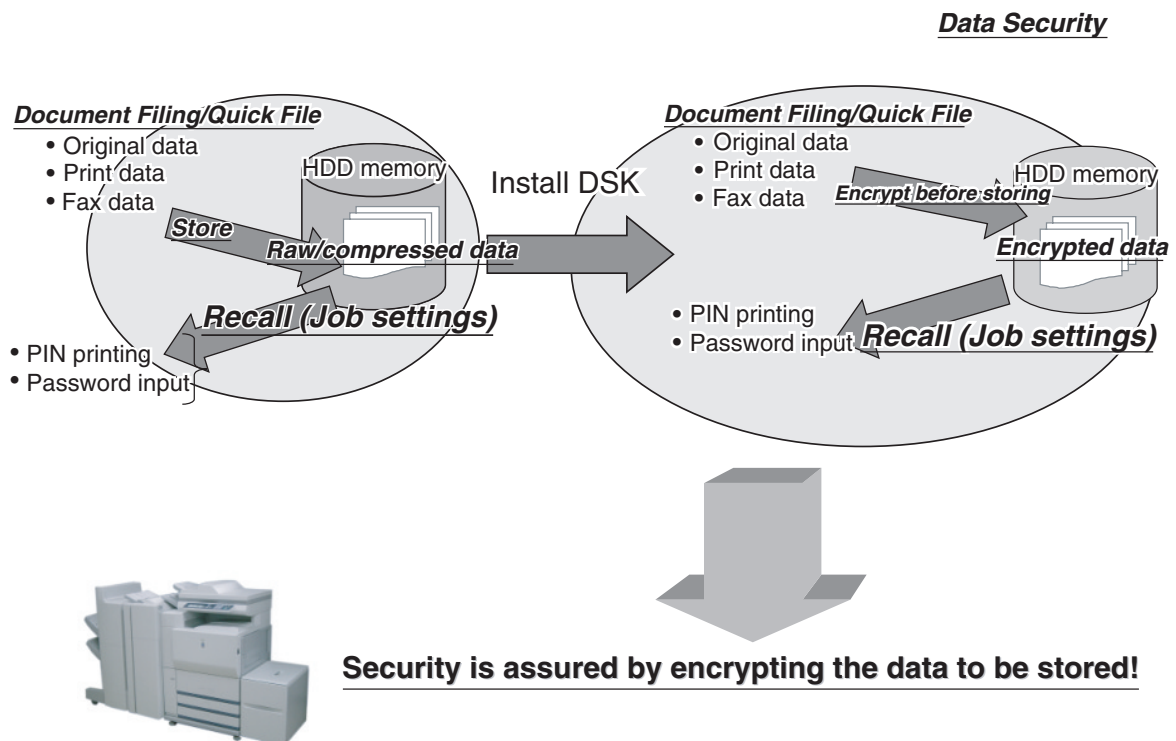 Data Security
Document Filing/Quick File
• Original data
• Print data
• Fax data
HDD memory
Store
Raw/compressed data
Recall (Job settings)
• PIN printing
• Password input
Install DSK
Document Filing/Quick File
• Original data
• Print data
• Fax data
Encrypt before storing
HDD memory
Encrypted data
• PIN printing
• Password input
Recall (Job settings)
Security is assured by encrypting the data to be stored!